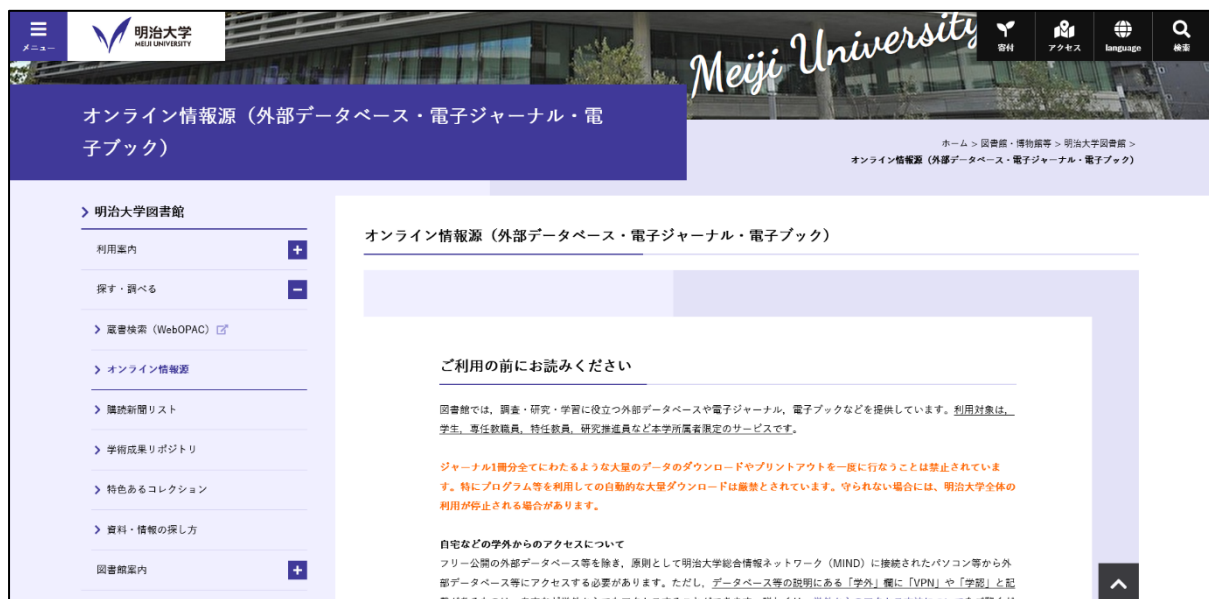 メニュー
明治大学
MEIJI UNIVERSITY
Meiji University
寄付
アクセス
language
検索
オンライン情報源（外部データベース・電子ジャーナル・電
子ブック）
ホーム > 図書館・博物館等 > 明治大学図書館 >
オンライン情報源（外部データベース・電子ジャーナル・電子ブック）
明治大学図書館
利用案内
探す・調べる
蔵書検索（WebOPAC）
オンライン情報源
購読新聞リスト
学術成果リポジトリ
特色あるコレクション
資料・情報の探し方
図書館案内
オンライン情報源（外部データベース・電子ジャーナル・電子ブック）
ご利用の前にお読みください
図書館では，調査・研究・学習に役立つ外部データベースや電子ジャーナル，電子ブックなどを提供しています。利用対象は，
学生，専任教職員，特任教員，研究推進員など本学所属者限定のサービスです。
ジャーナル1冊分全てにわたるような大量のデータのダウンロードやプリントアウトを一度に行なうことは禁止されていま
す。特にプログラム等を利用しての自動的な大量ダウンロードは厳禁とされています。守られない場合には、明治大学全体の
利用が停止される場合があります。
自宅などの学外からのアクセスについて
フリー公開の外部データベース等を除き，原則として明治大学総合情報ネットワーク（MIND）に接続されたパソコン等から外
部データベース等にアクセスする必要があります。ただし，データベース等の説明にある「学外」欄に「VPN」や「学認」と記